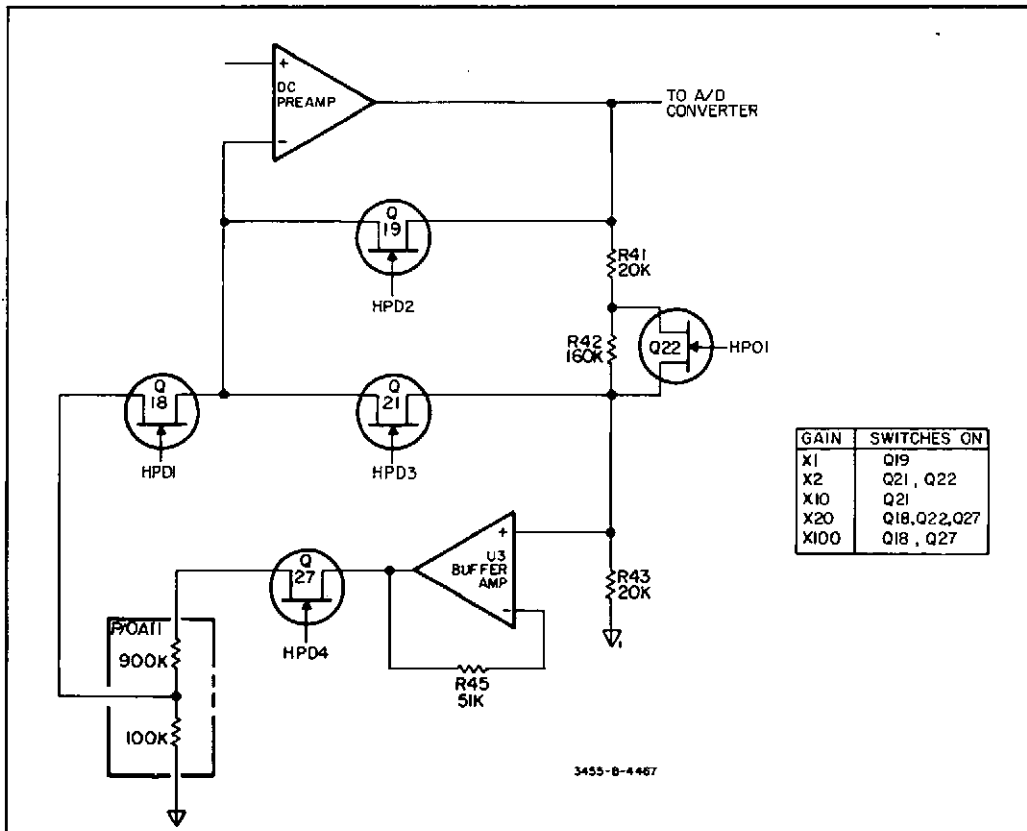 +
DC
PREAMP
−
TO A/D
CONVERTER
Q
19
HPD2
R41
20K
R42
160K
Q22
HPO1
Q
18
HPD1
Q
21
HPD3
GAIN SWITCHES ON
X1 Q19
X2 Q21, Q22
X10 Q21
X20 Q18,Q22,Q27
X100 Q18, Q27
+
U3
BUFFER
AMP
−
Q
27
HPD4
R43
20K
1
R45
51K
P/OA11
900K
100K
3455-B-4467